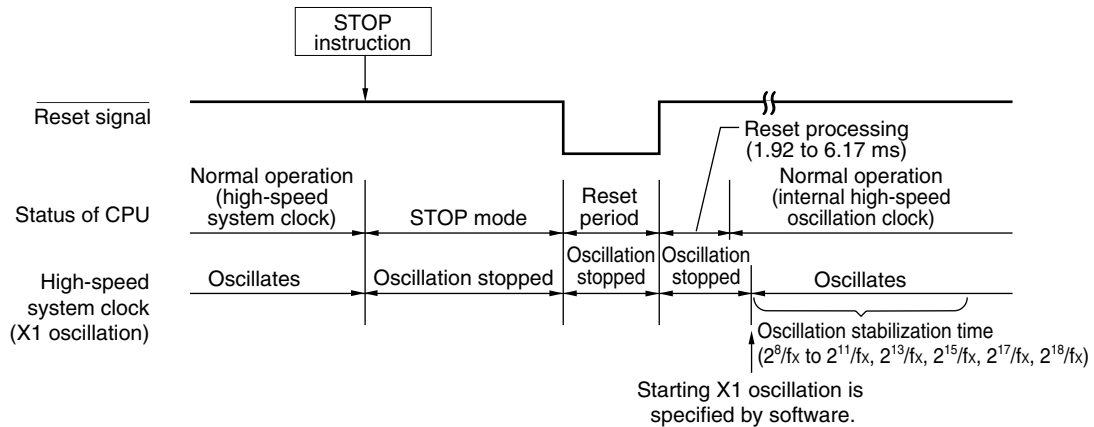 STOP
instruction
Reset signal
Reset processing
(1.92 to 6.17 ms)
Status of CPU
Normal operation
(high-speed
system clock)
STOP mode
Reset
period
Normal operation
(internal high-speed
oscillation clock)
High-speed
system clock
(X1 oscillation)
Oscillates
Oscillation stopped
Oscillation
stopped
Oscillation
stopped
Oscillates
Oscillation stabilization time
(2⁸/fx to 2¹¹/fx, 2¹³/fx, 2¹⁵/fx, 2¹⁷/fx, 2¹⁸/fx)
Starting X1 oscillation is
specified by software.